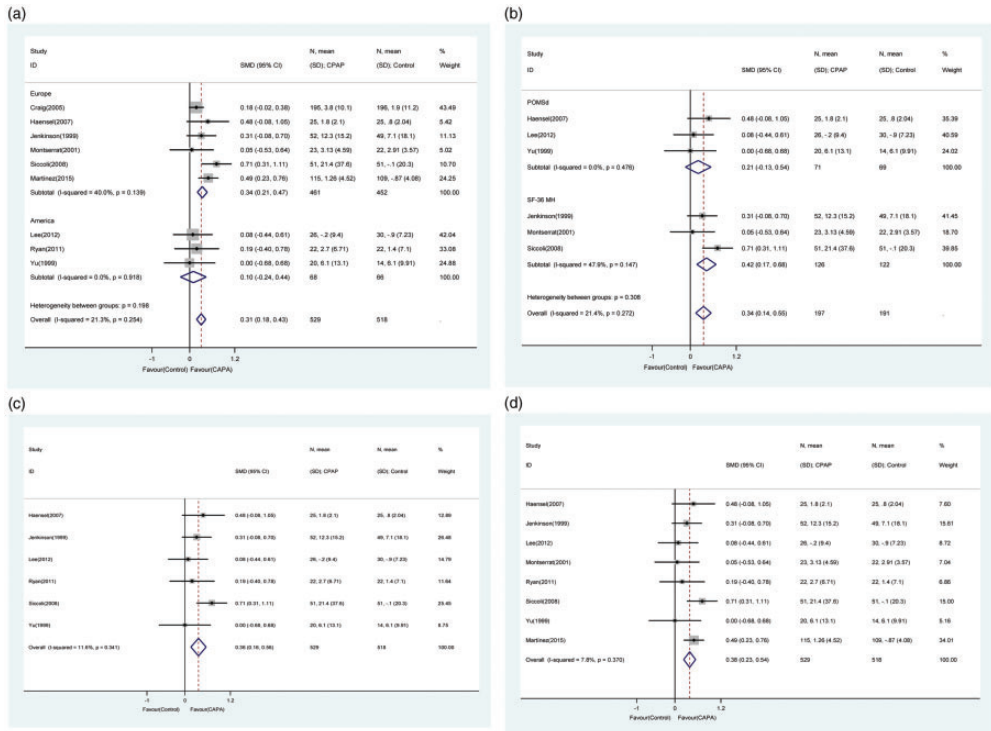 (a)
Study N, mean N, mean %
ID SMD (95% CI) (SD); CPAP (SD); Control Weight
Europe
Craig(2005) 0.18 (-0.02, 0.38) 195, 3.8 (10.1) 196, 1.9 (11.2) 43.49
Haensel(2007) 0.48 (-0.08, 1.05) 25, 1.8 (2.1) 25, .8 (2.04) 5.42
Jenkinson(1999) 0.31 (-0.08, 0.70) 52, 12.3 (15.2) 49, 7.1 (18.1) 11.13
Montserrat(2001) 0.05 (-0.53, 0.64) 23, 3.13 (4.59) 22, 2.91 (3.57) 5.02
Siccoli(2008) 0.71 (0.31, 1.11) 51, 21.4 (37.6) 51, -.1 (20.3) 10.70
Martínez(2015) 0.49 (0.23, 0.76) 115, 1.26 (4.52) 109, -.87 (4.08) 24.25
Subtotal (I-squared = 40.0%, p = 0.139) 0.34 (0.21, 0.47) 461 452 100.00
America
Lee(2012) 0.08 (-0.44, 0.61) 26, -.2 (9.4) 30, -.9 (7.23) 42.04
Ryan(2011) 0.19 (-0.40, 0.78) 22, 2.7 (6.71) 22, 1.4 (7.1) 33.08
Yu(1999) 0.00 (-0.68, 0.68) 20, 6.1 (13.1) 14, 6.1 (9.91) 24.88
Subtotal (I-squared = 0.0%, p = 0.918) 0.10 (-0.24, 0.44) 68 66 100.00
Heterogeneity between groups: p = 0.198
Overall (I-squared = 21.3%, p = 0.254) 0.31 (0.18, 0.43) 529 518 .
-1 0 1.2
Favour(Control) Favour(CAPA)
(b)
Study N, mean N, mean %
ID SMD (95% CI) (SD); CPAP (SD); Control Weight
POMSd
Haensel(2007) 0.48 (-0.08, 1.05) 25, 1.8 (2.1) 25, .8 (2.04) 35.39
Lee(2012) 0.08 (-0.44, 0.61) 26, -.2 (9.4) 30, -.9 (7.23) 40.59
Yu(1999) 0.00 (-0.68, 0.68) 20, 6.1 (13.1) 14, 6.1 (9.91) 24.02
Subtotal (I-squared = 0.0%, p = 0.476) 0.21 (-0.13, 0.54) 71 69 100.00
SF-36 MH
Jenkinson(1999) 0.31 (-0.08, 0.70) 52, 12.3 (15.2) 49, 7.1 (18.1) 41.45
Montserrat(2001) 0.05 (-0.53, 0.64) 23, 3.13 (4.59) 22, 2.91 (3.57) 18.70
Siccoli(2008) 0.71 (0.31, 1.11) 51, 21.4 (37.6) 51, -.1 (20.3) 39.85
Subtotal (I-squared = 47.9%, p = 0.147) 0.42 (0.17, 0.68) 126 122 100.00
Heterogeneity between groups: p = 0.308
Overall (I-squared = 21.4%, p = 0.272) 0.34 (0.14, 0.55) 197 191 .
-1 0 1.2
Favour(Control) Favour(CAPA)
(c)
Study N, mean N, mean %
ID SMD (95% CI) (SD); CPAP (SD); Control Weight
Haensel(2007) 0.48 (-0.08, 1.05) 25, 1.8 (2.1) 25, .8 (2.04) 12.89
Jenkinson(1999) 0.31 (-0.08, 0.70) 52, 12.3 (15.2) 49, 7.1 (18.1) 26.48
Lee(2012) 0.08 (-0.44, 0.61) 26, -.2 (9.4) 30, -.9 (7.23) 14.79
Ryan(2011) 0.19 (-0.40, 0.78) 22, 2.7 (6.71) 22, 1.4 (7.1) 11.64
Siccoli(2008) 0.71 (0.31, 1.11) 51, 21.4 (37.6) 51, -.1 (20.3) 25.45
Yu(1999) 0.00 (-0.68, 0.68) 20, 6.1 (13.1) 14, 6.1 (9.91) 8.75
Overall (I-squared = 11.6%, p = 0.341) 529 518 100.00
-1 0 1.2
Favour(Control) Favour(CAPA)
(d)
Study N, mean N, mean %
ID SMD (95% CI) (SD); CPAP (SD); Control Weight
Haensel(2007) 0.48 (-0.08, 1.05) 25, 1.8 (2.1) 25, .8 (2.04) 7.60
Jenkinson(1999) 0.31 (-0.08, 0.70) 52, 12.3 (15.2) 49, 7.1 (18.1) 15.61
Lee(2012) 0.08 (-0.44, 0.61) 26, -.2 (9.4) 30, -.9 (7.23) 8.72
Montserrat(2001) 0.05 (-0.53, 0.64) 23, 3.13 (4.59) 22, 2.91 (3.57) 7.04
Ryan(2011) 0.19 (-0.40, 0.78) 22, 2.7 (6.71) 22, 1.4 (7.1) 6.86
Siccoli(2008) 0.71 (0.31, 1.11) 51, 21.4 (37.6) 51, -.1 (20.3) 15.00
Yu(1999) 0.00 (-0.68, 0.68) 20, 6.1 (13.1) 14, 6.1 (9.91) 5.16
Martínez(2015) 0.49 (0.23, 0.76) 115, 1.26 (4.52) 109, -.87 (4.08) 34.01
Overall (I-squared = 7.8%, p = 0.370) 0.38 (0.23, 0.54) 529 518 100.00
-1 0 1.2
Favour(Control) Favour(CAPA)